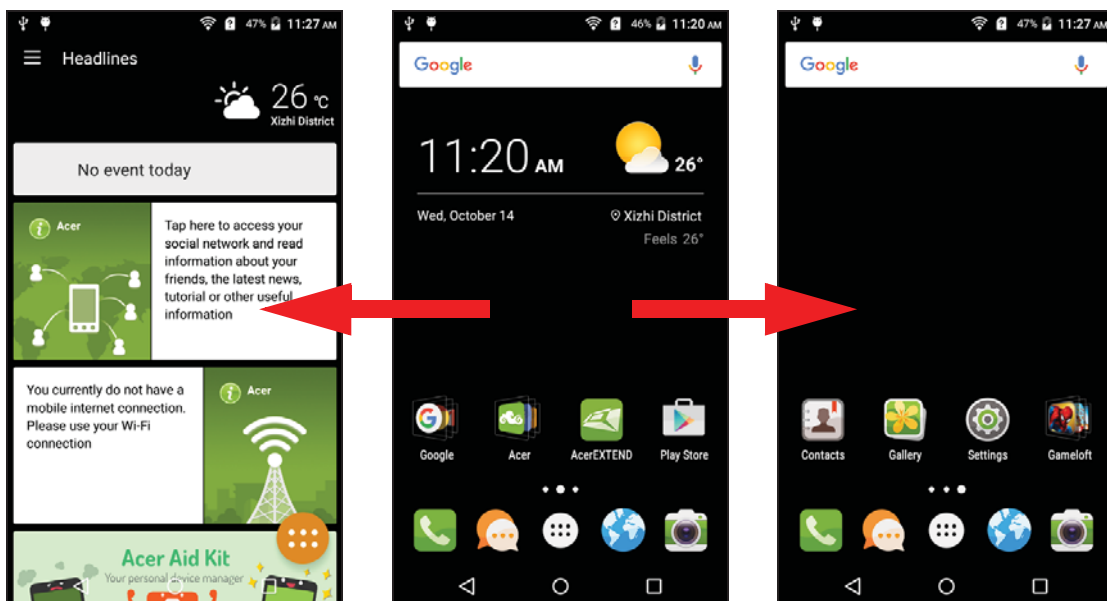 47% 11:27 AM
Headlines
26 °C
Xizhi District
No event today
Acer
Tap here to access your
social network and read
information about your
friends, the latest news,
tutorial or other useful
information
You currently do not have a
mobile internet connection.
Please use your Wi-Fi
connection
Acer
Acer Aid Kit
Your personal device manager
46% 11:20 AM
Google
11:20 AM
26°
Wed, October 14
Xizhi District
Feels 26°
Google
Acer
AcerEXTEND
Play Store
47% 11:27 AM
Google
Contacts
Gallery
Settings
Gameloft